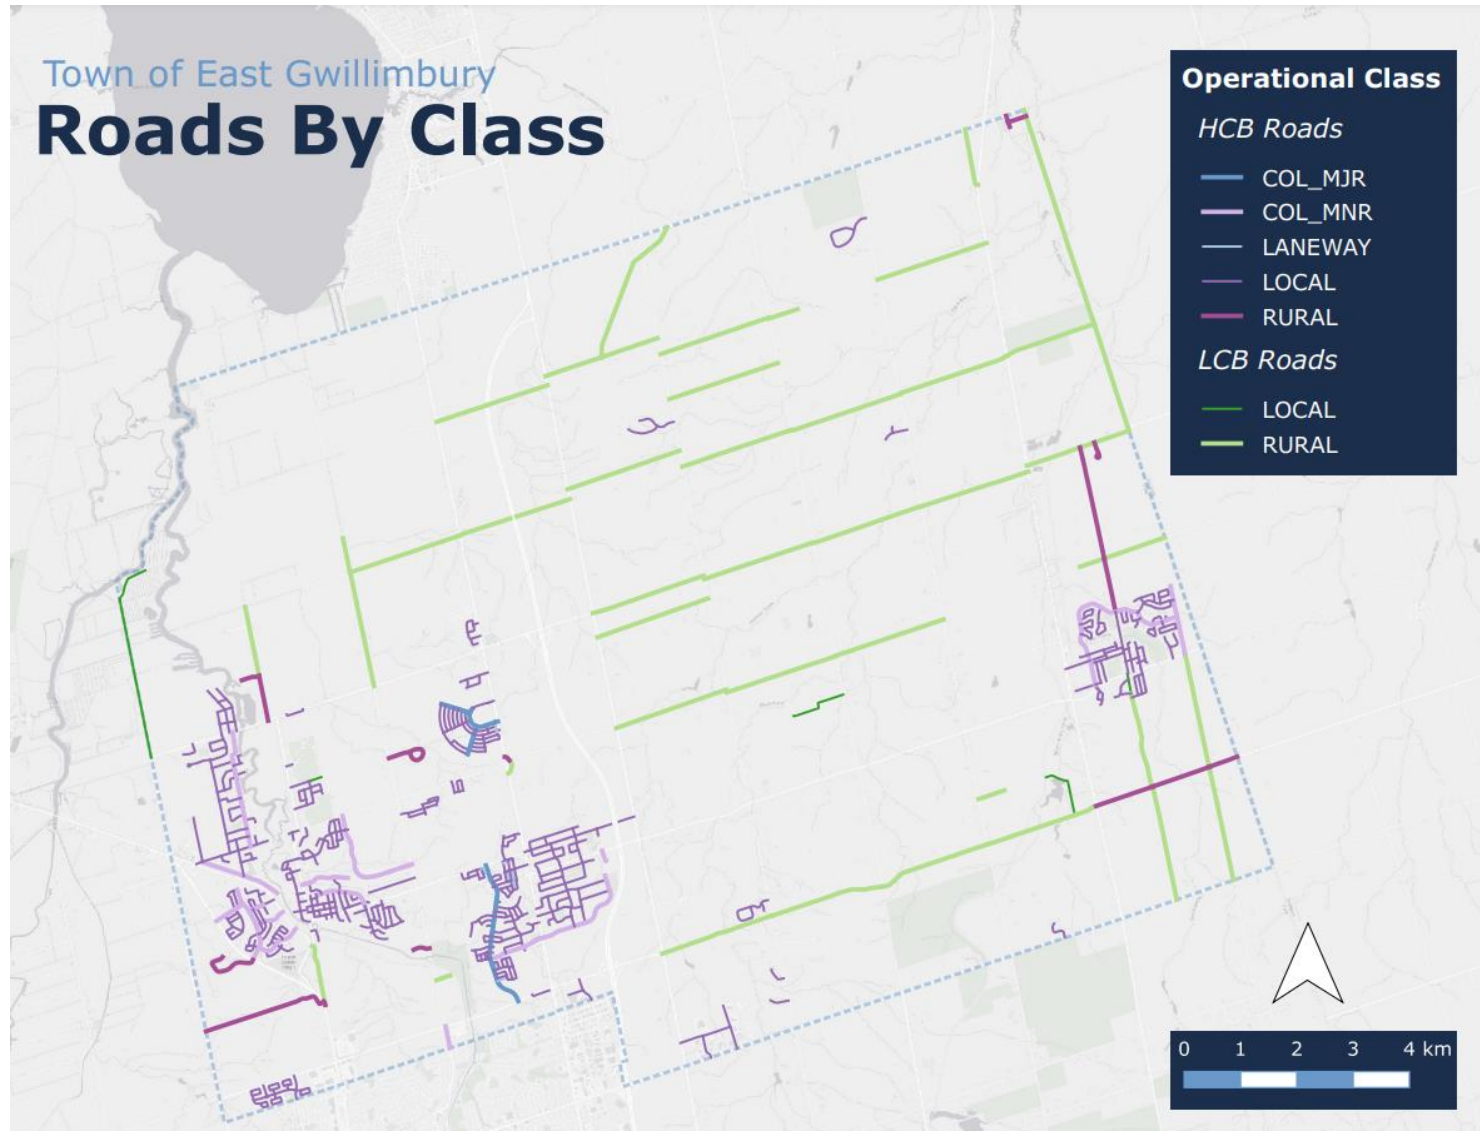 Town of East Gwillimbury
Roads By Class
Operational Class
HCB Roads
COL_MJR
COL_MNR
LANEWAY
LOCAL
RURAL
LCB Roads
LOCAL
RURAL
0 1 2 3 4 km